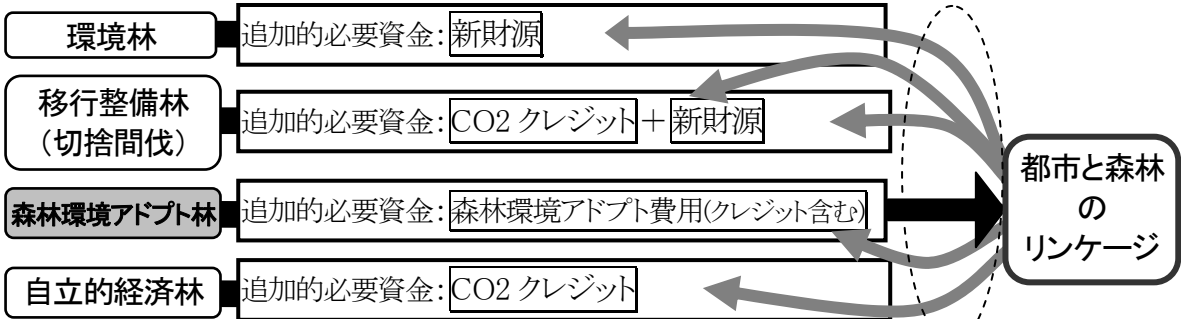 環境林
追加的必要資金：新財源
移行整備林
（切捨間伐）
追加的必要資金：CO2 クレジット＋新財源
森林環境アドプト林
追加的必要資金：森林環境アドプト費用(クレジット含む)
自立的経済林
追加的必要資金：CO2 クレジット
都市と森林
の
リンケージ